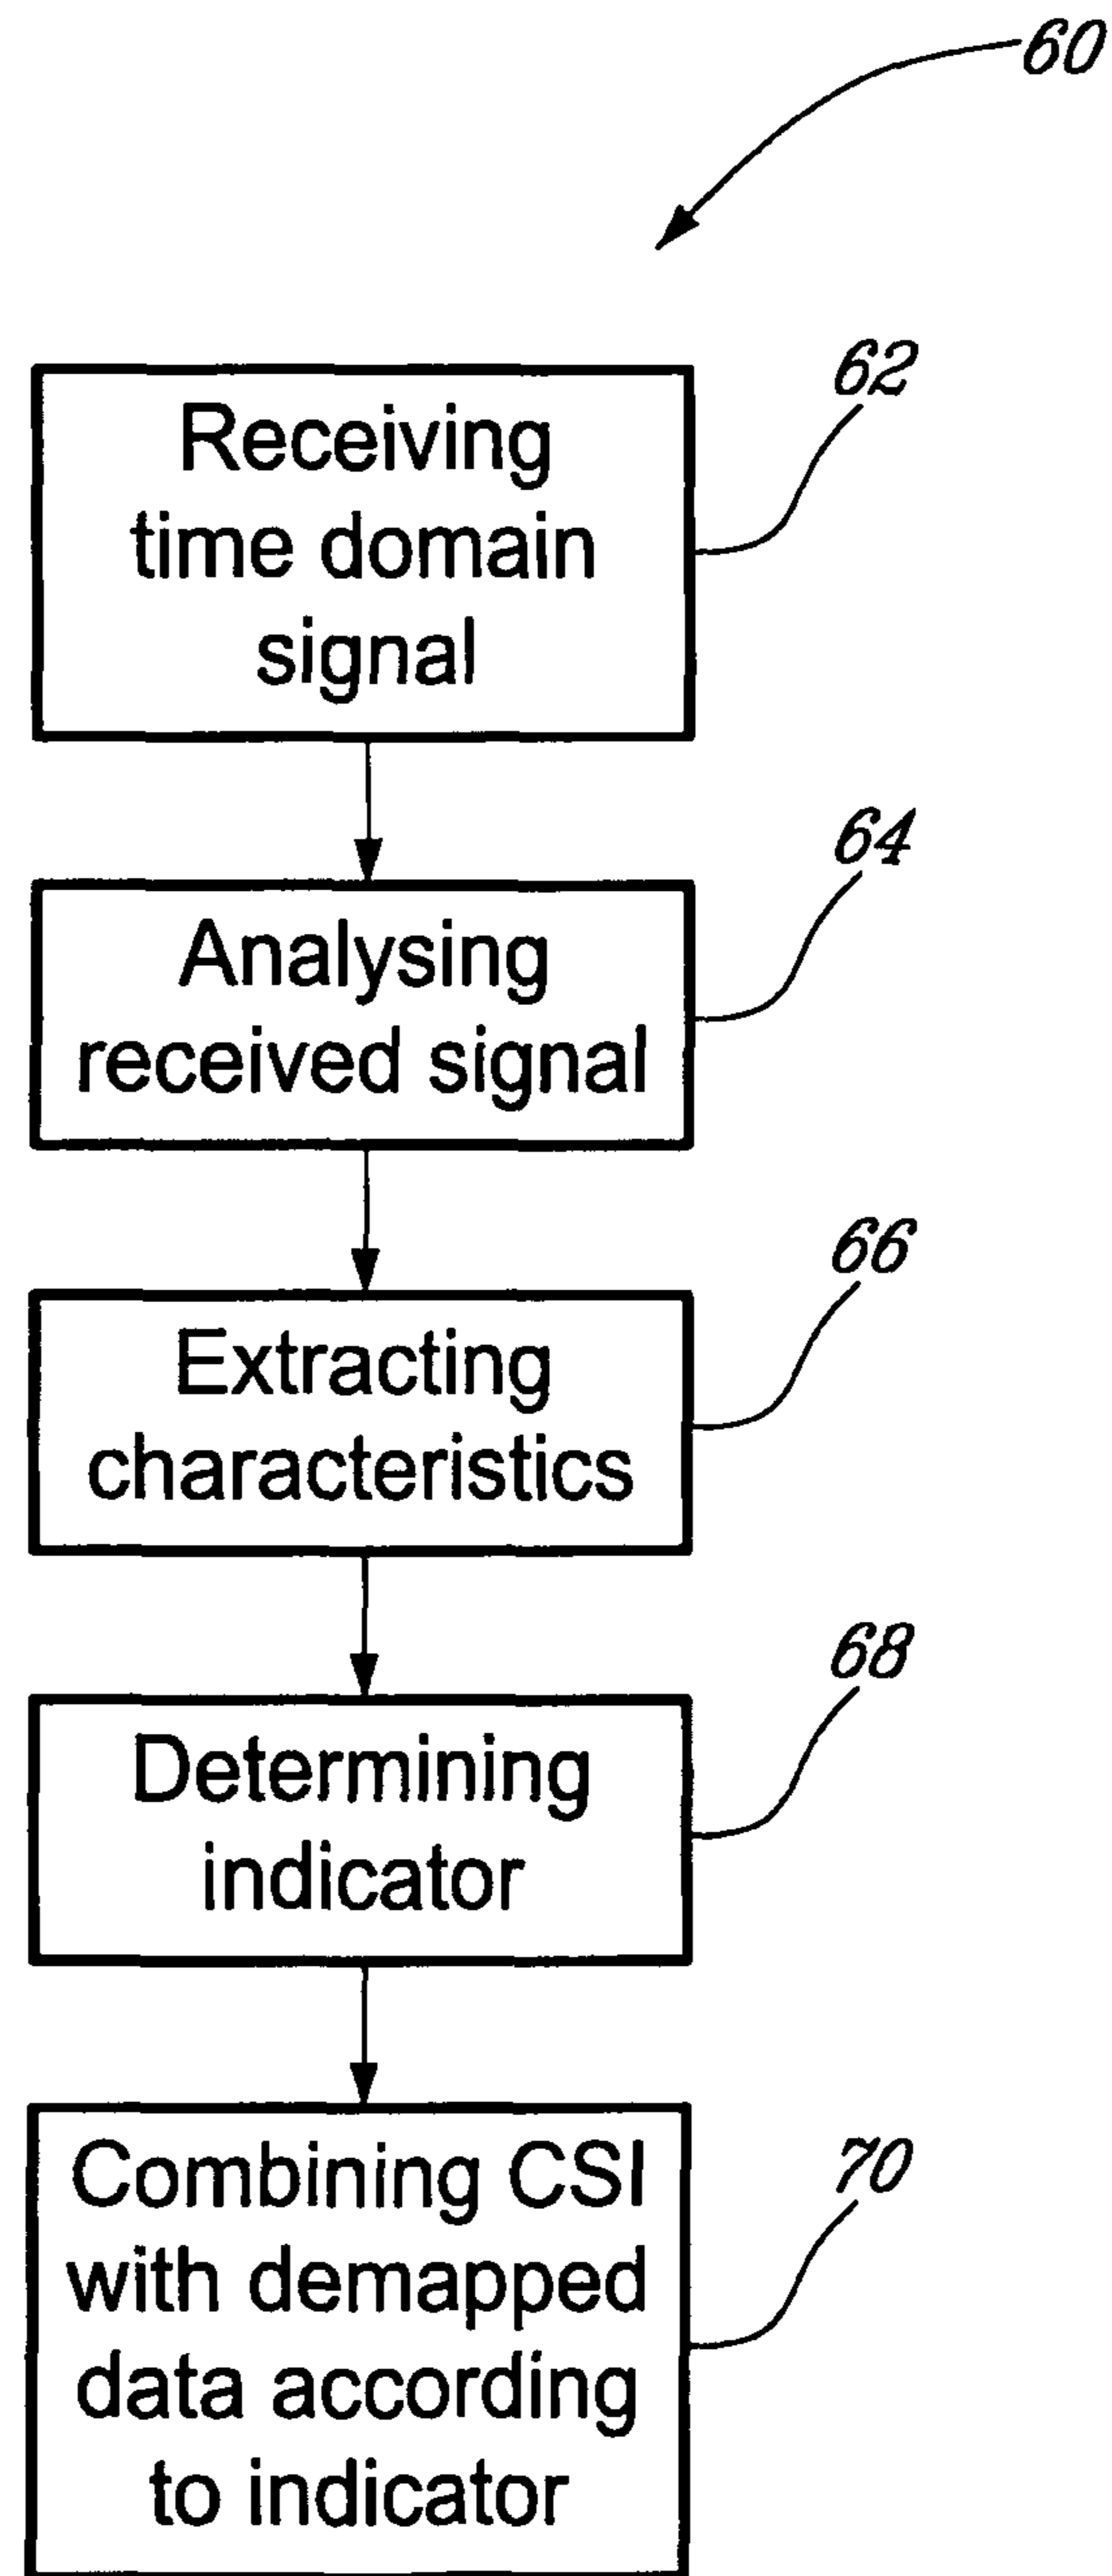 60
62
Receiving
time domain
signal
64
Analysing
received signal
66
Extracting
characteristics
68
Determining
indicator
70
Combining CSI
with demapped
data according
to indicator